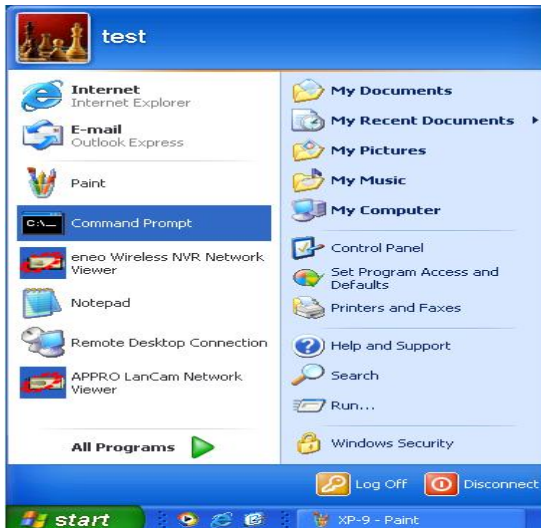 test
Internet
Internet Explorer
E-mail
Outlook Express
Paint
C:\_
Command Prompt
eneo Wireless NVR Network
Viewer
Notepad
Remote Desktop Connection
APPRO LanCam Network
Viewer
All Programs
My Documents
My Recent Documents
My Pictures
My Music
My Computer
Control Panel
Set Program Access and
Defaults
Printers and Faxes
Help and Support
Search
Run...
Windows Security
Log Off
Disconnect
start
XP-9 - Paint